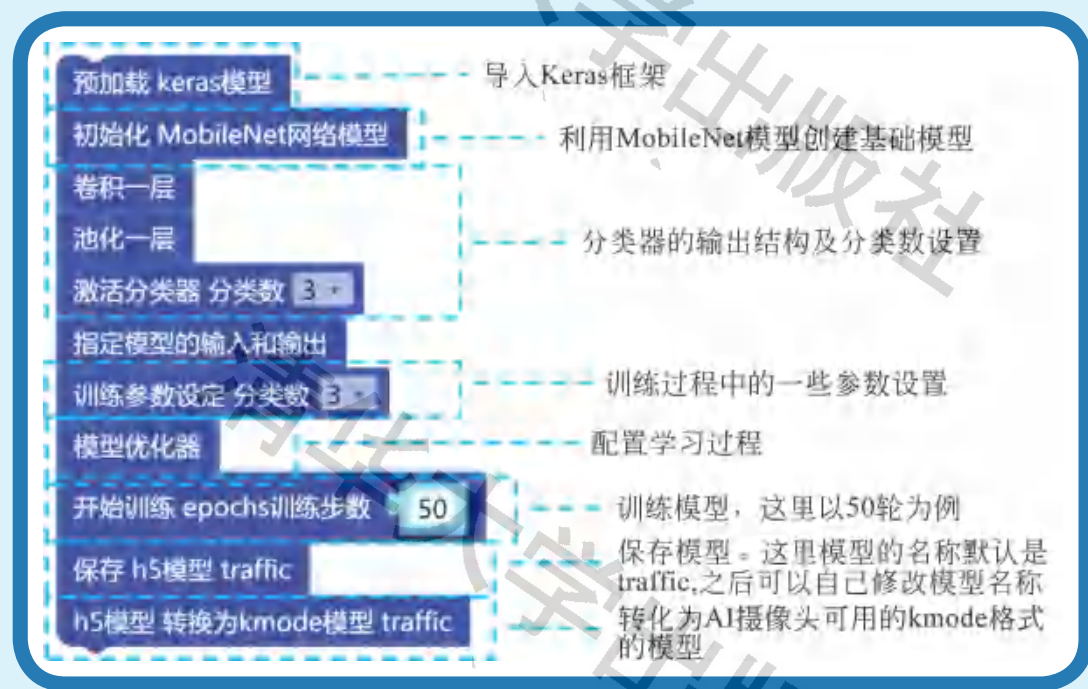 预加载 keras模型
导入Keras框架
初始化 MobileNet网络模型
利用MobileNet模型创建基础模型
卷积一层
池化一层
分类器的输出结构及分类数设置
激活分类器 分类数 3
指定模型的输入和输出
训练参数设定 分类数 3
训练过程中的一些参数设置
模型优化器
配置学习过程
开始训练 epochs训练步数 50
训练模型，这里以50轮为例
保存 h5模型 traffic
保存模型。这里模型的名称默认是
traffic,之后可以自己修改模型名称
h5模型 转换为kmode模型 traffic
转化为AI摄像头可用的kmode格式
的模型
大学出版社
清华大学出版